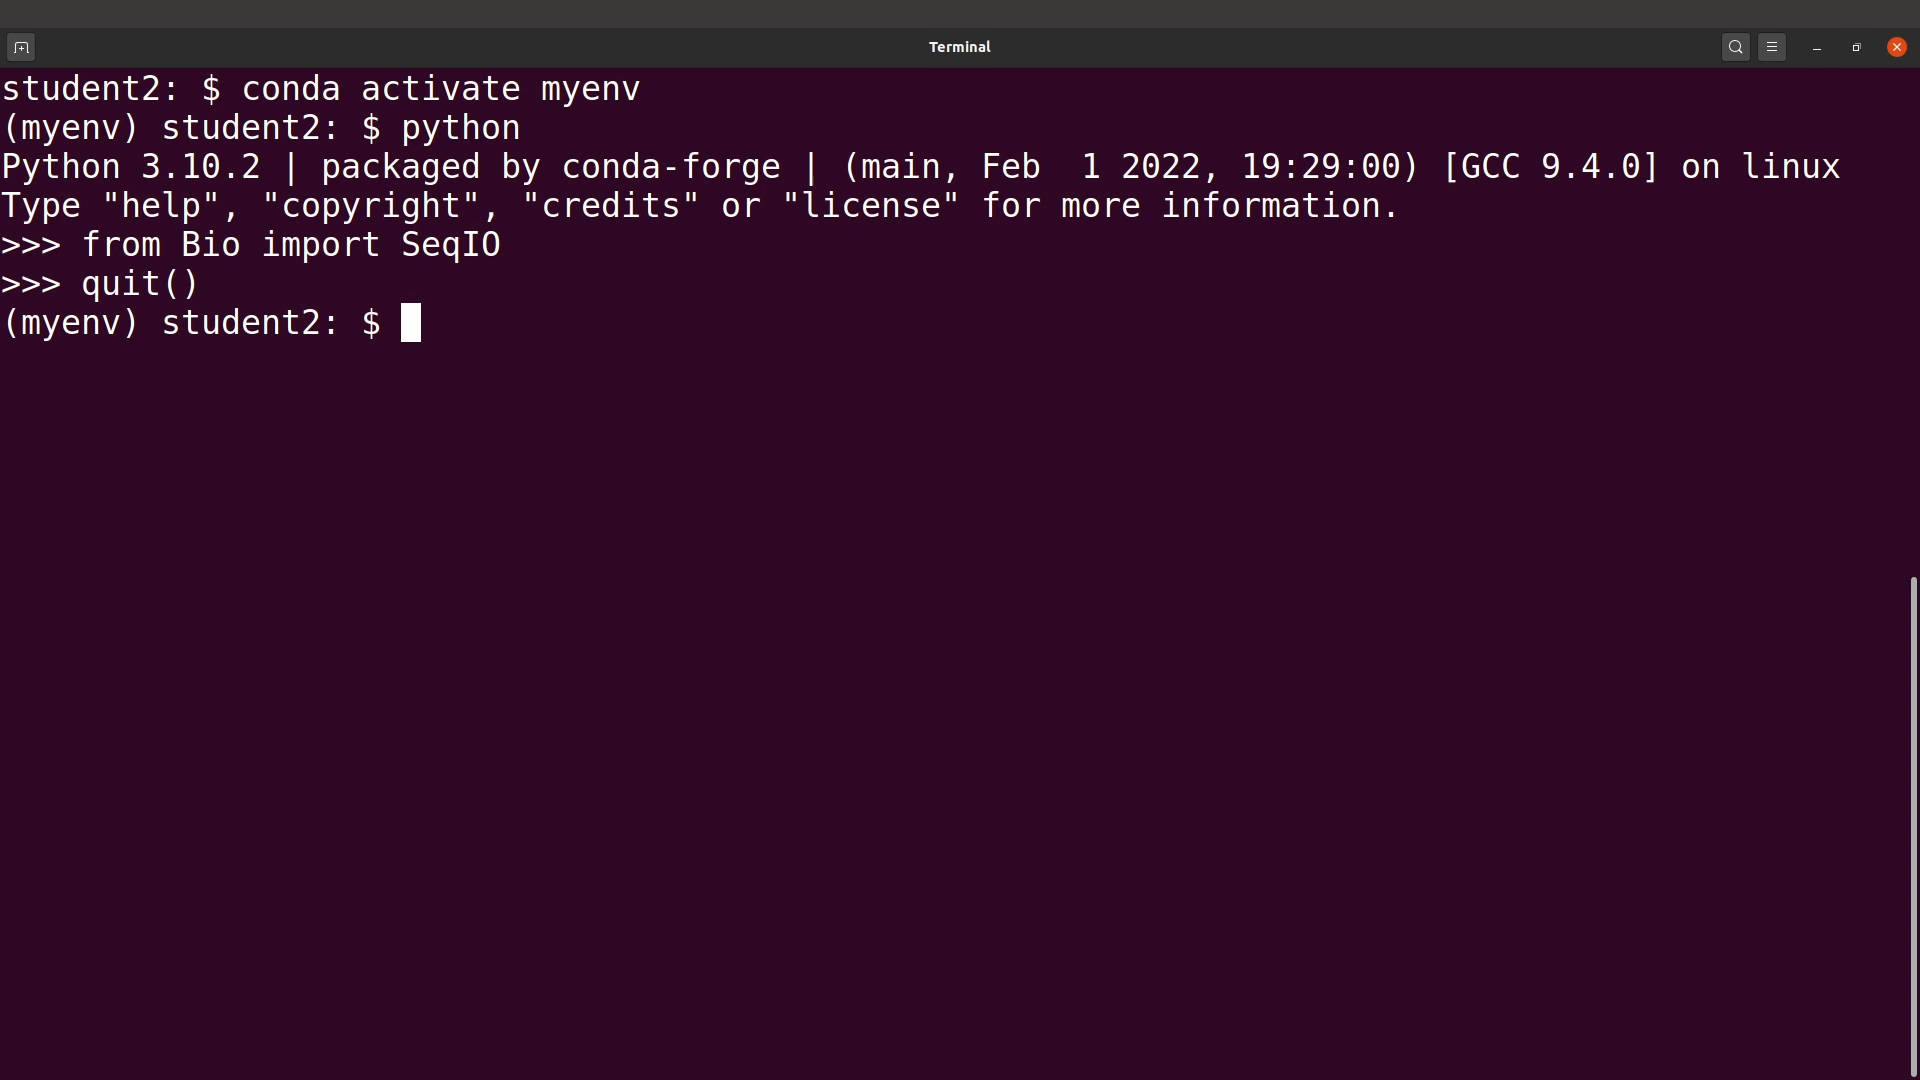 Terminal
student2: $ conda activate myenv
(myenv) student2: $ python
Python 3.10.2 | packaged by conda-forge | (main, Feb  1 2022, 19:29:00) [GCC 9.4.0] on linux
Type "help", "copyright", "credits" or "license" for more information.
>>> from Bio import SeqIO
>>> quit()
(myenv) student2: $